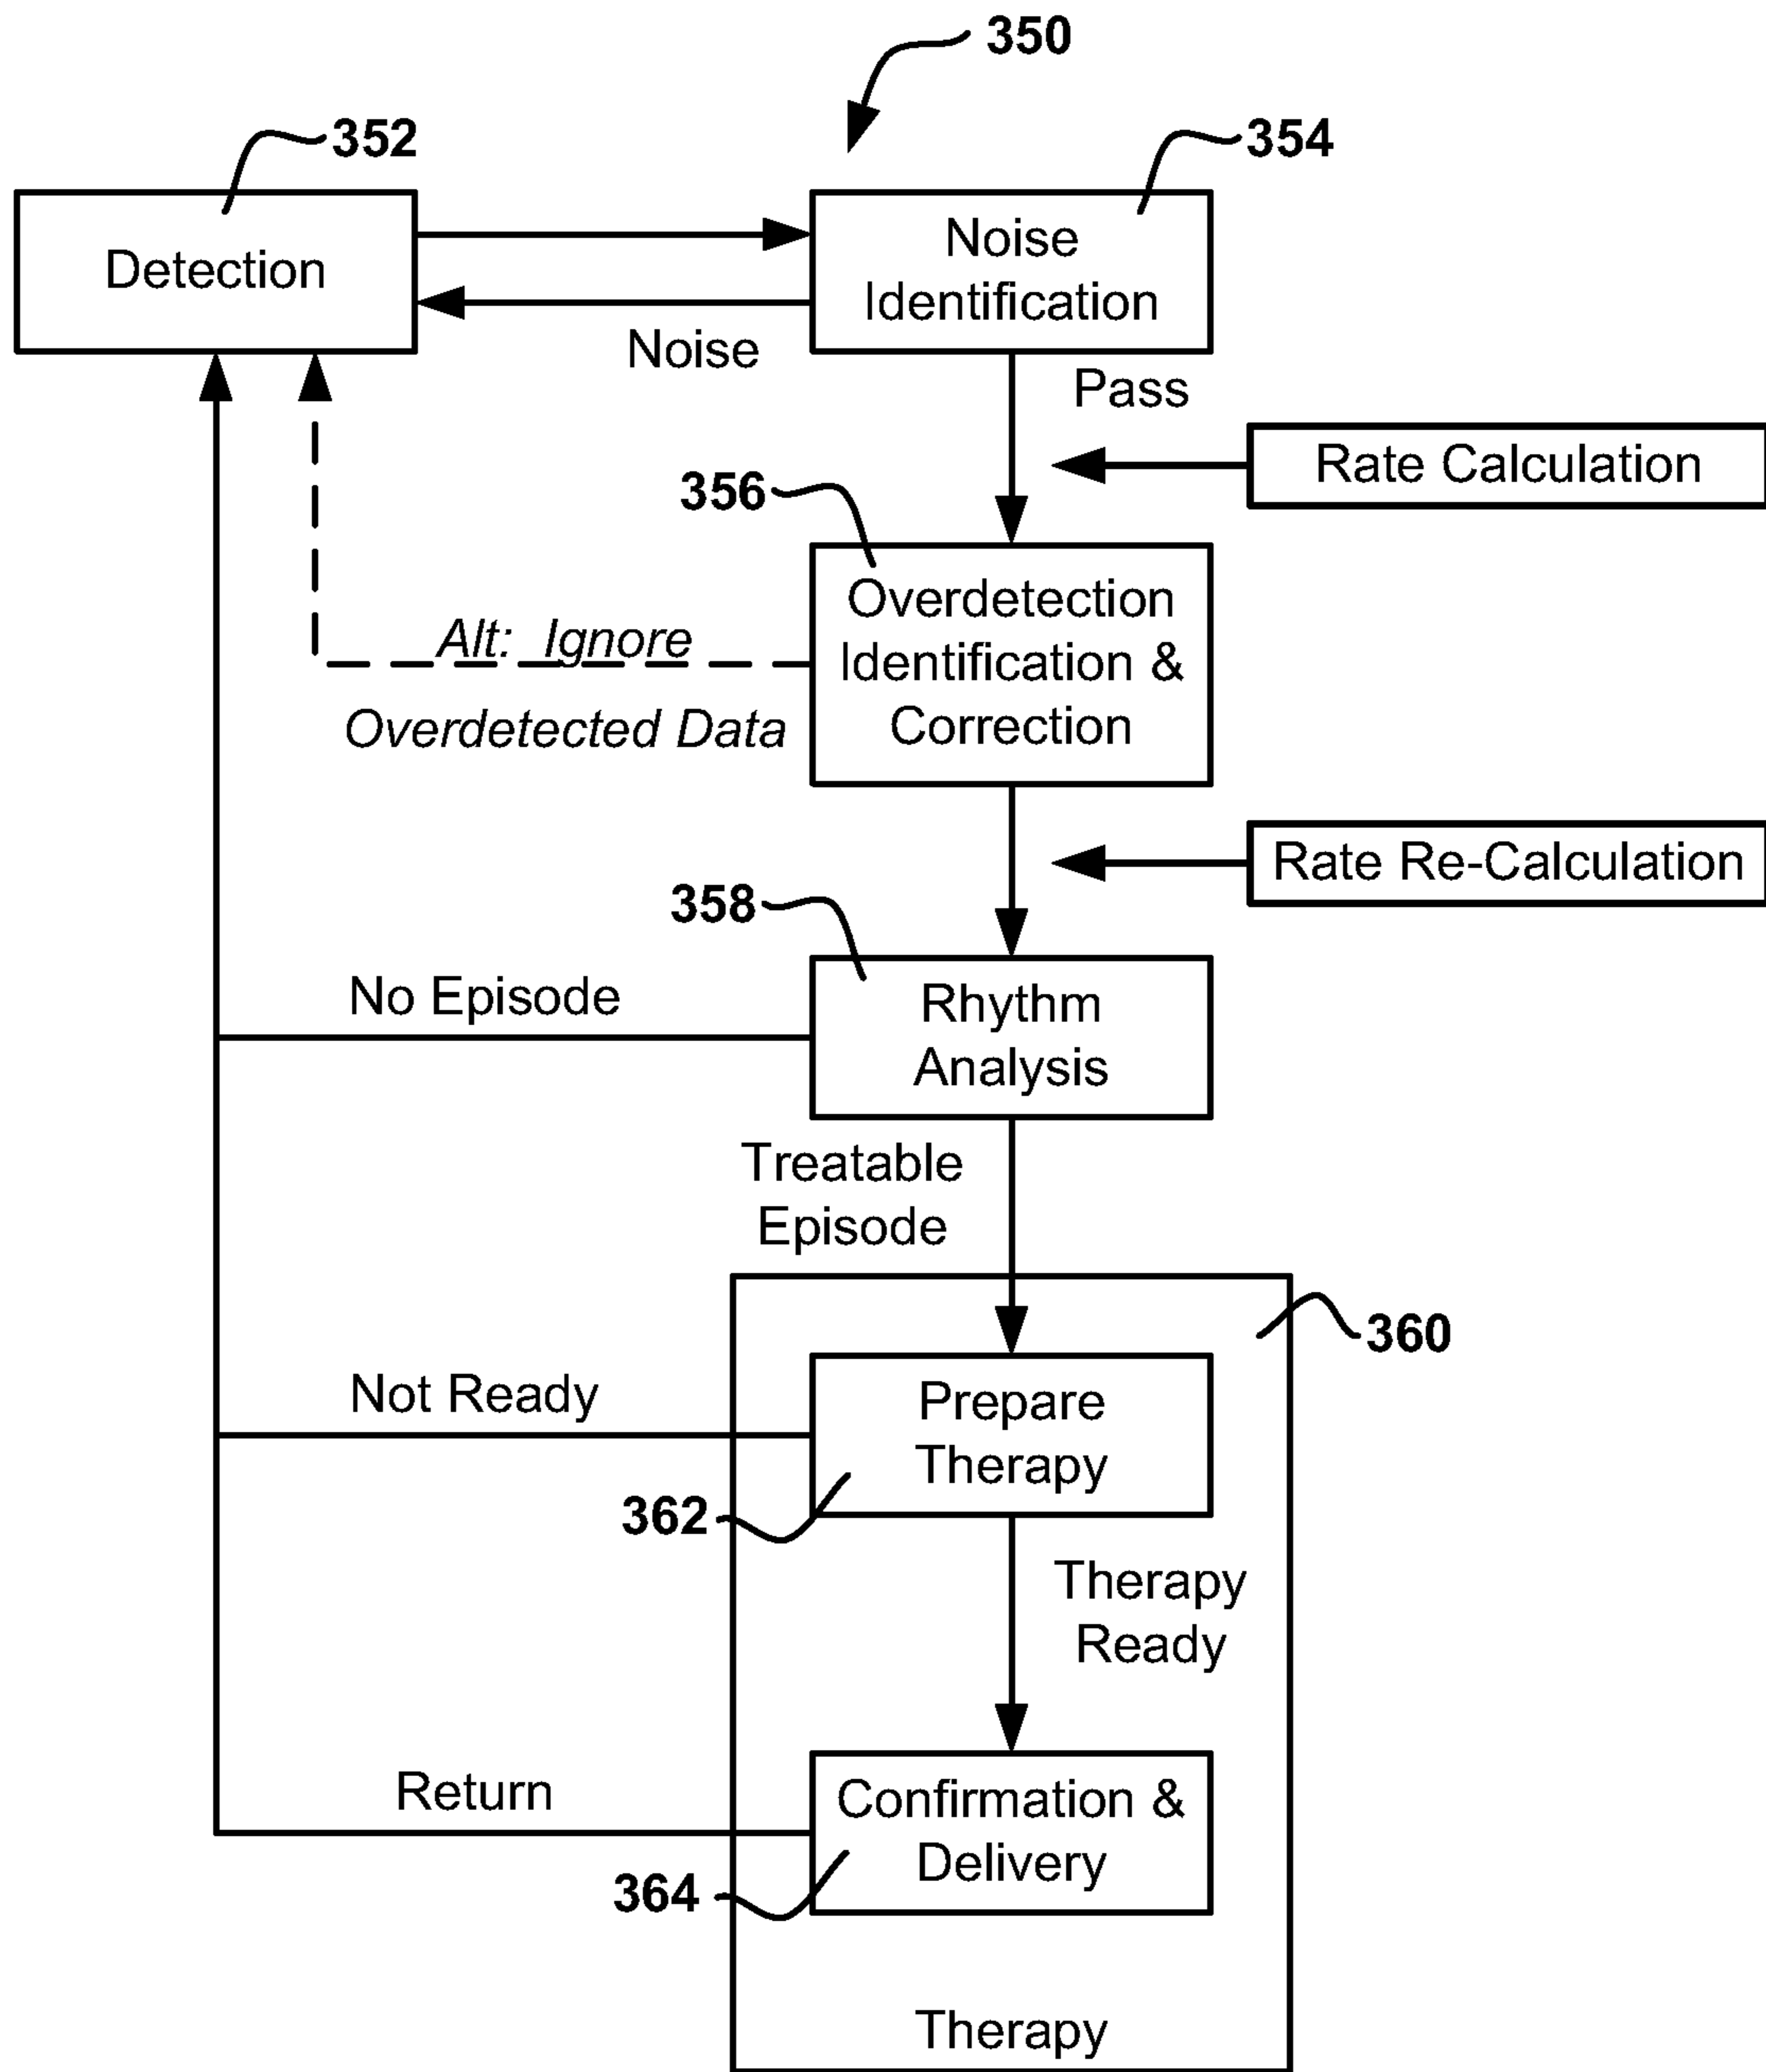 350
352
354
Detection
Noise
Identification
Noise
Pass
Rate Calculation
356
Overdetection
Identification &
Correction
Alt: Ignore
Overdetected Data
Rate Re-Calculation
358
Rhythm
Analysis
No Episode
Treatable
Episode
360
Prepare
Therapy
Not Ready
362
Therapy
Ready
Confirmation &
Delivery
Return
364
Therapy